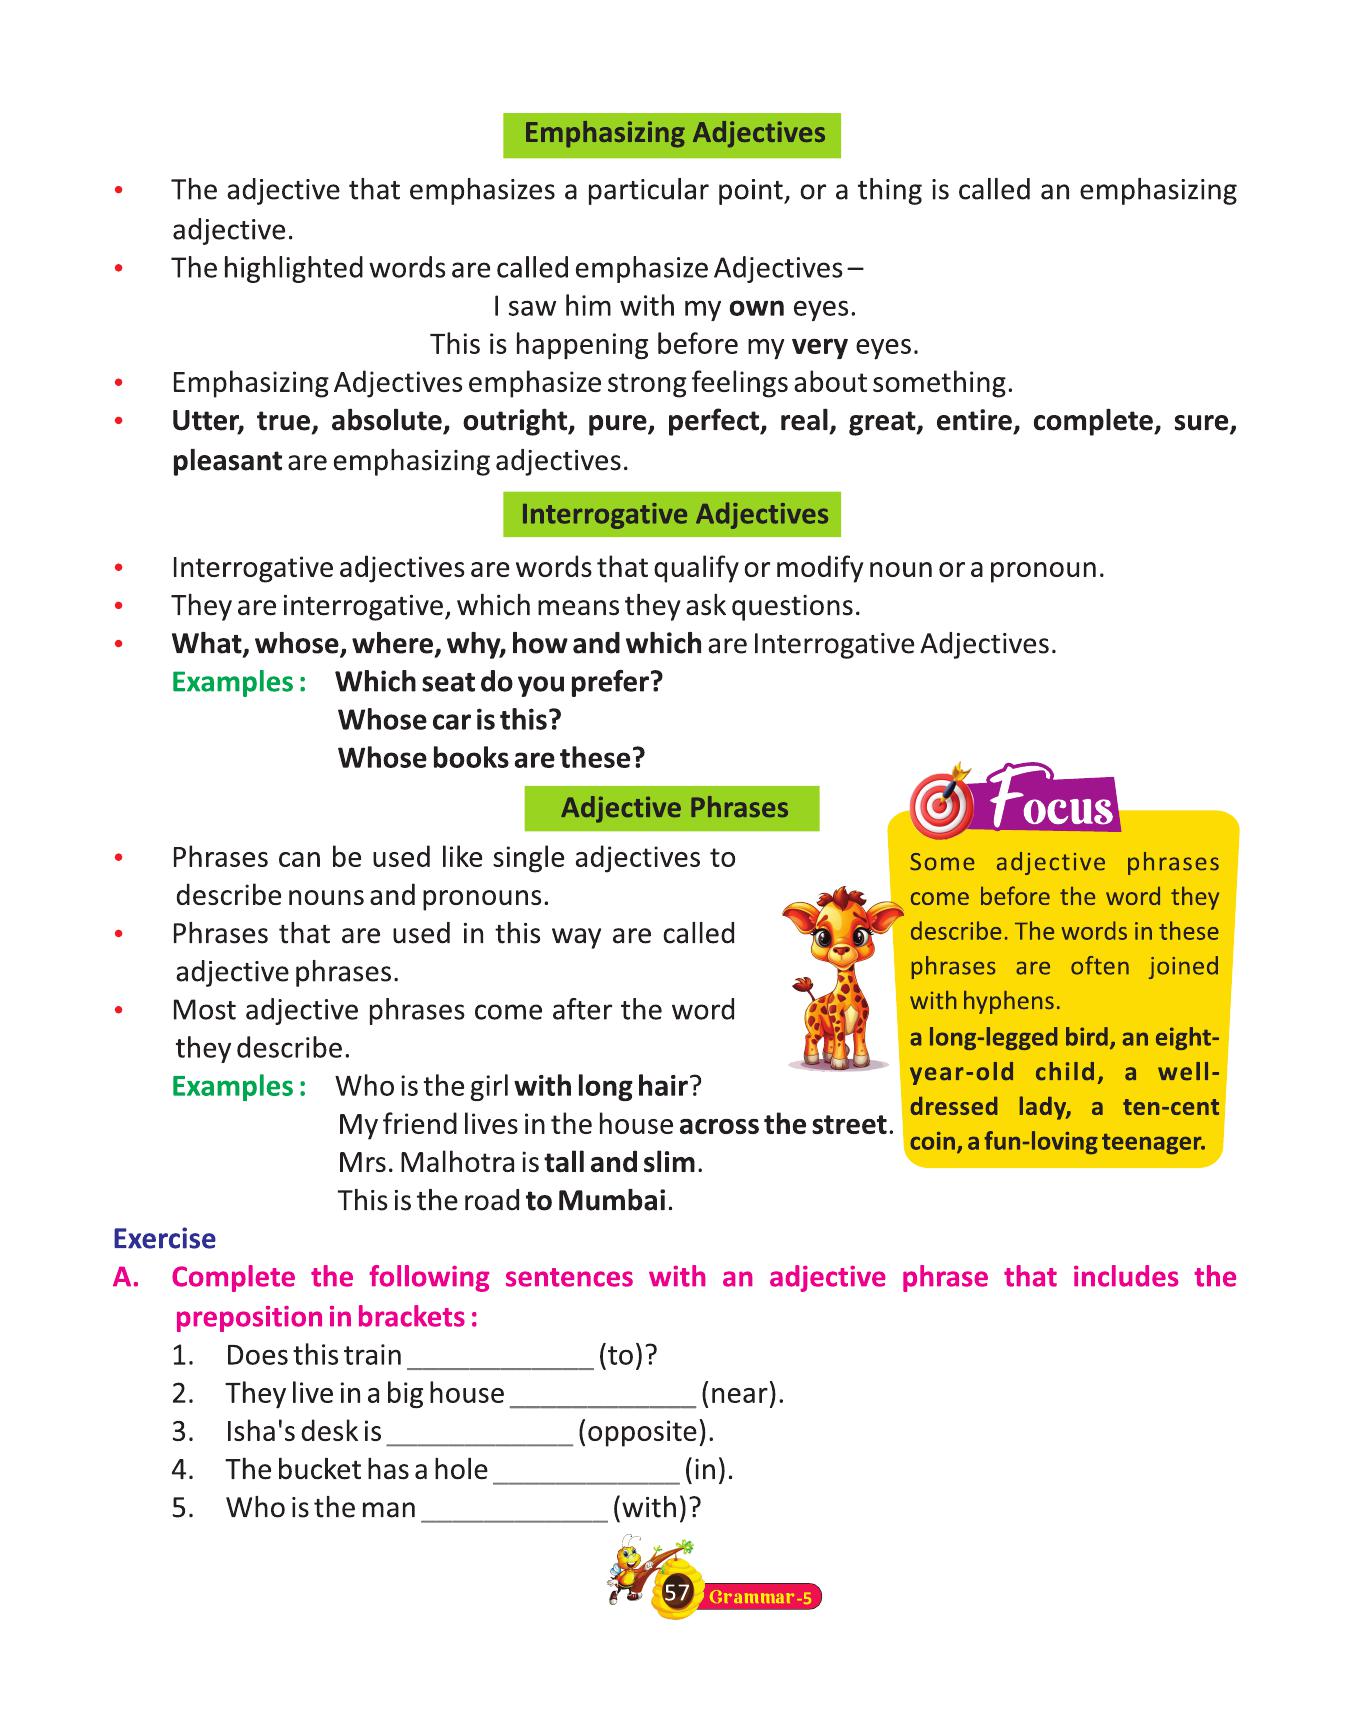 Emphasizing Adjectives
• The adjective that emphasizes a particular point, or a thing is called an emphasizing
adjective.
• The highlighted words are called emphasize Adjectives –
I saw him with my own eyes.
This is happening before my very eyes.
• Emphasizing Adjectives emphasize strong feelings about something.
• Utter, true, absolute, outright, pure, perfect, real, great, entire, complete, sure,
pleasant are emphasizing adjectives.
Interrogative Adjectives
• Interrogative adjectives are words that qualify or modify noun or a pronoun.
• They are interrogative, which means they ask questions.
• What, whose, where, why, how and which are Interrogative Adjectives.
Examples : Which seat do you prefer?
Whose car is this?
Whose books are these?
Adjective Phrases
• Phrases can be used like single adjectives to
describe nouns and pronouns.
• Phrases that are used in this way are called
adjective phrases.
• Most adjective phrases come after the word
they describe.
Examples : Who is the girl with long hair?
My friend lives in the house across the street.
Mrs. Malhotra is tall and slim.
This is the road to Mumbai.
Focus
Some adjective phrases
come before the word they
describe. The words in these
phrases are often joined
with hyphens.
a long-legged bird, an eight-
year-old child, a well-
dressed lady, a ten-cent
coin, a fun-loving teenager.
Exercise
A. Complete the following sentences with an adjective phrase that includes the
preposition in brackets :
1. Does this train ____________ (to)?
2. They live in a big house ____________ (near).
3. Isha's desk is ____________ (opposite).
4. The bucket has a hole ____________ (in).
5. Who is the man ____________ (with)?
57 Grammar-5